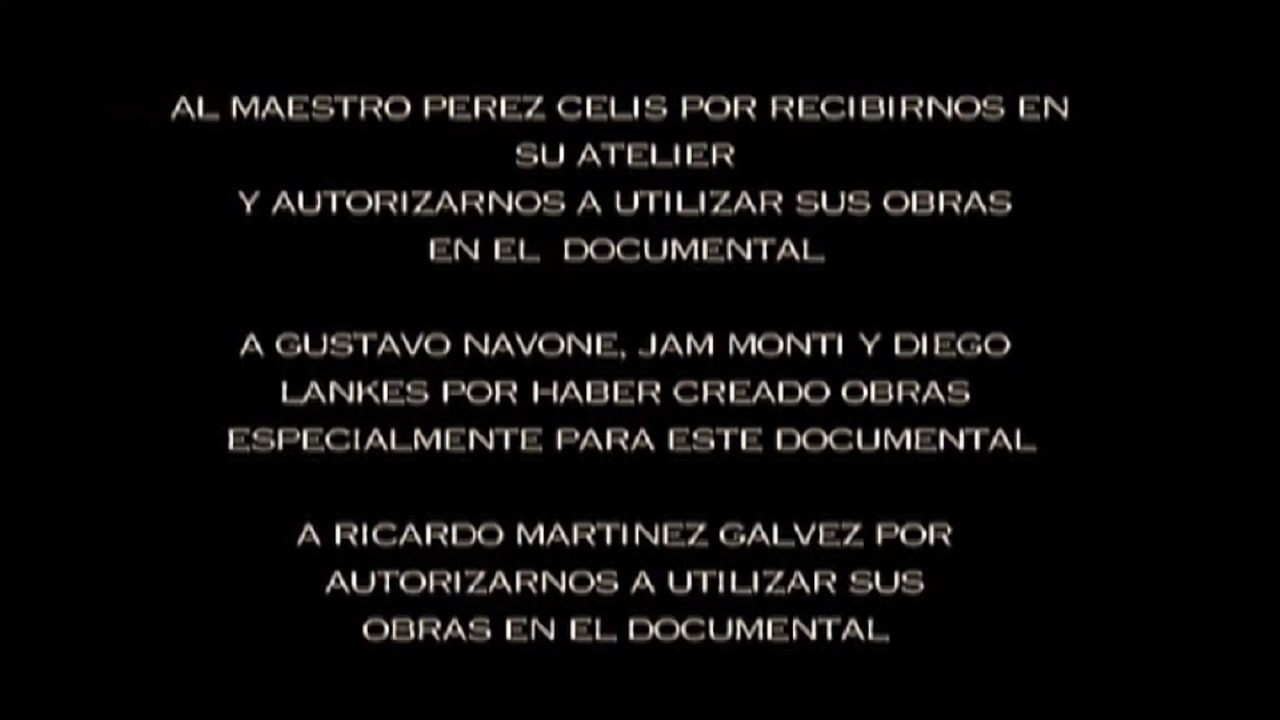 AL MAESTRO PEREZ CELIS POR RECIBIRNOS EN
SU ATELIER
Y AUTORIZARNOS A UTILIZAR SUS OBRAS
EN EL DOCUMENTAL
A GUSTAVO NAVONE, JAM MONTI Y DIEGO
LANKES POR HABER CREADO OBRAS
ESPECIALMENTE PARA ESTE DOCUMENTAL
A RICARDO MARTINEZ GALVEZ POR
AUTORIZARNOS A UTILIZAR SUS
OBRAS EN EL DOCUMENTAL